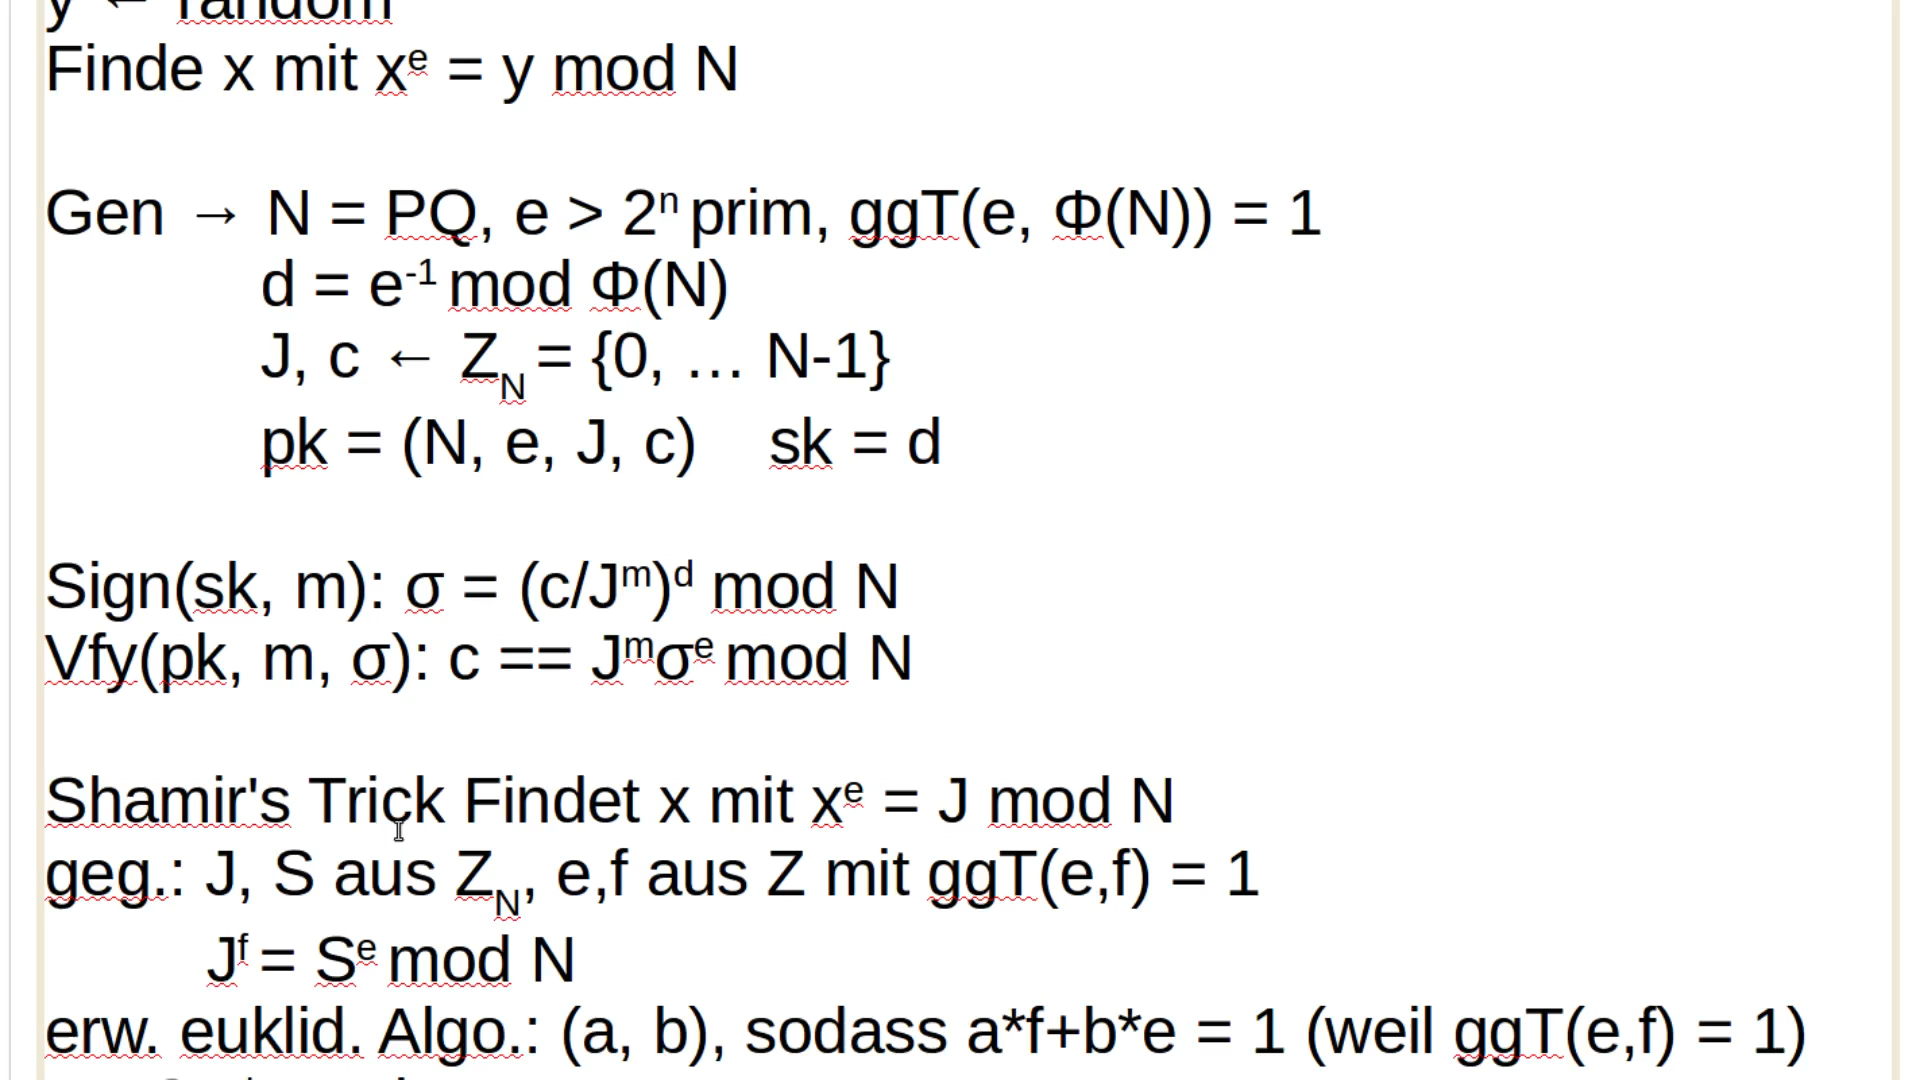 y ← random
Finde x mit xᵉ = y mod N
Gen → N = PQ, e > 2ⁿ prim, ggT(e, Φ(N)) = 1
d = e⁻¹ mod Φ(N)
J, c ← Z_N = {0, … N-1}
pk = (N, e, J, c) sk = d
Sign(sk, m): σ = (c/Jᵐ)ᵈ mod N
Vfy(pk, m, σ): c == Jᵐσᵉ mod N
Shamir's Trick Findet x mit xᵉ = J mod N
geg.: J, S aus Z_N, e,f aus Z mit ggT(e,f) = 1
Jᶠ = Sᵉ mod N
erw. euklid. Algo.: (a, b), sodass a*f+b*e = 1 (weil ggT(e,f) = 1)